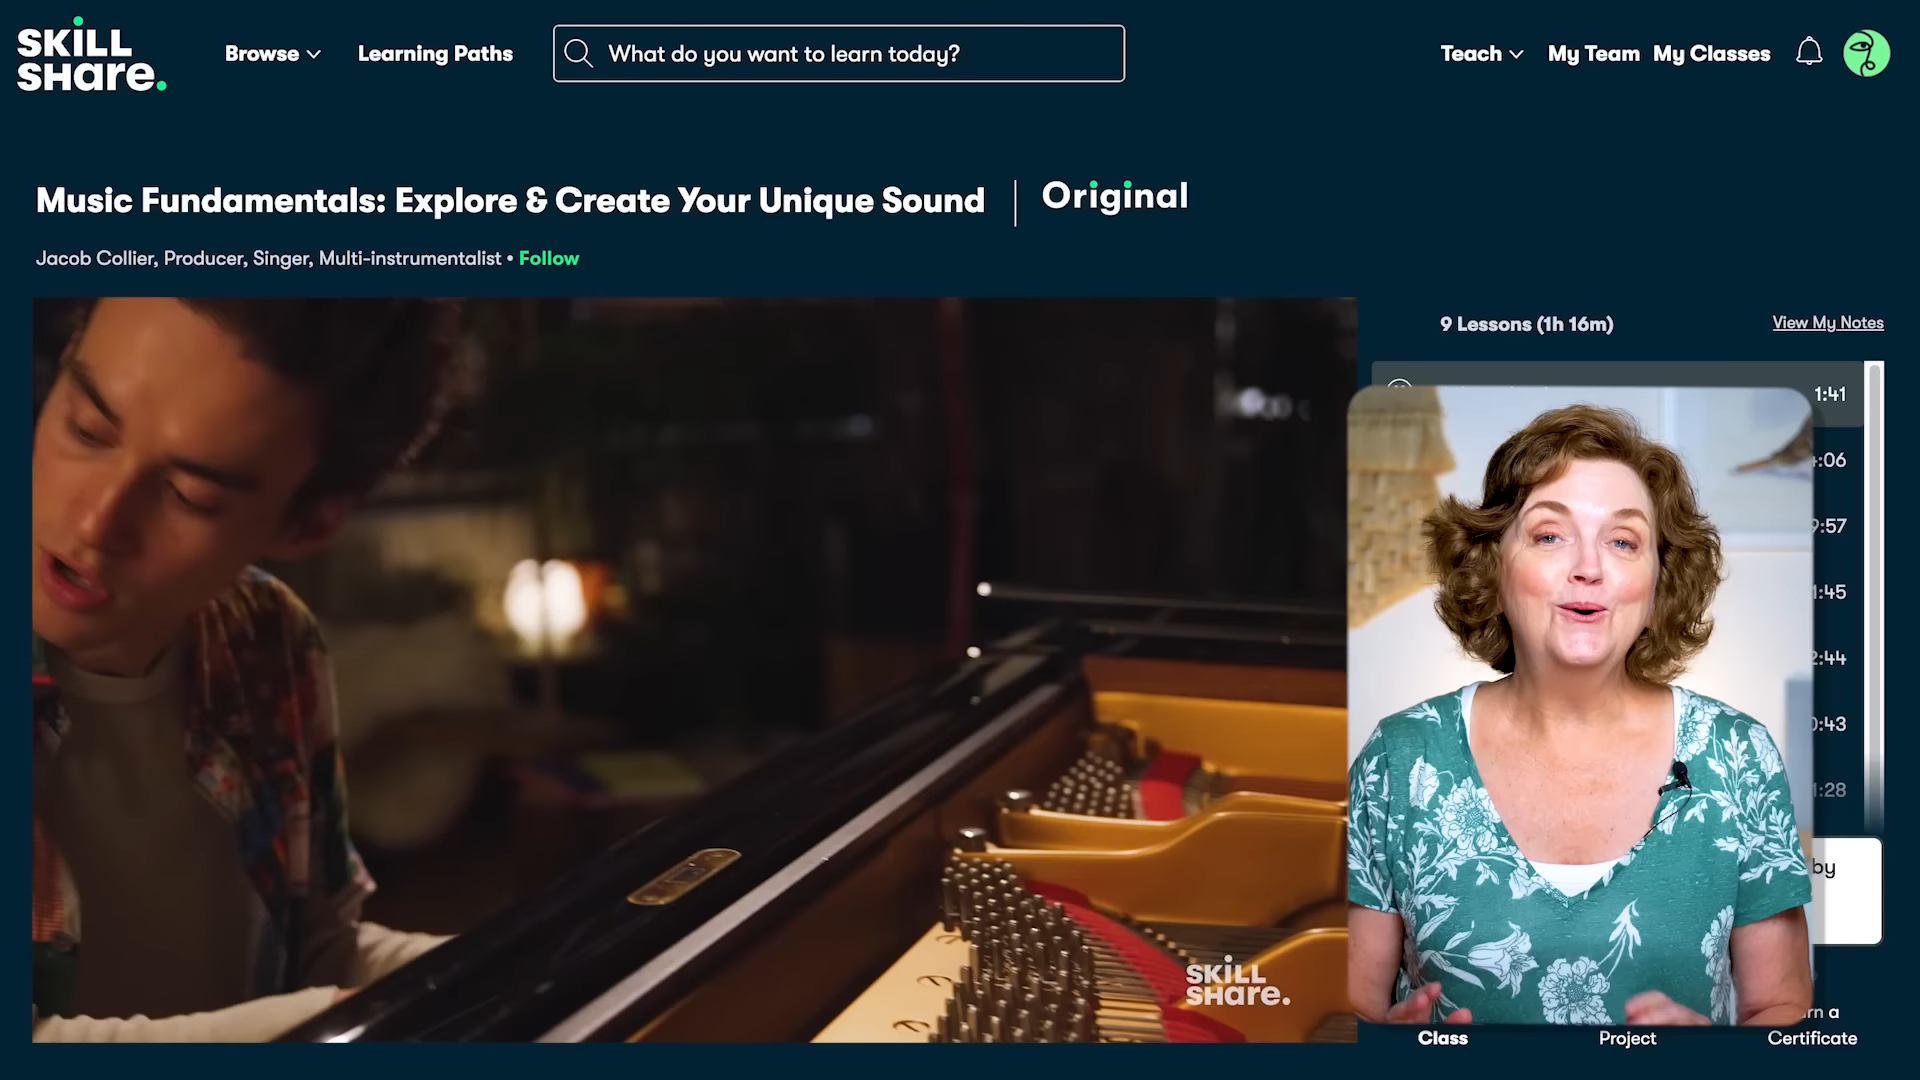 SKILL
SHare.
Browse
Learning Paths
What do you want to learn today?
Teach
My Team
My Classes
Music Fundamentals: Explore & Create Your Unique Sound
Original
Jacob Collier, Producer, Singer, Multi-instrumentalist • Follow
9 Lessons (1h 16m)
View My Notes
1:41
:06
:57
:45
:44
:43
:28
by
SKILL
SHare.
a
Class
Project
Certificate